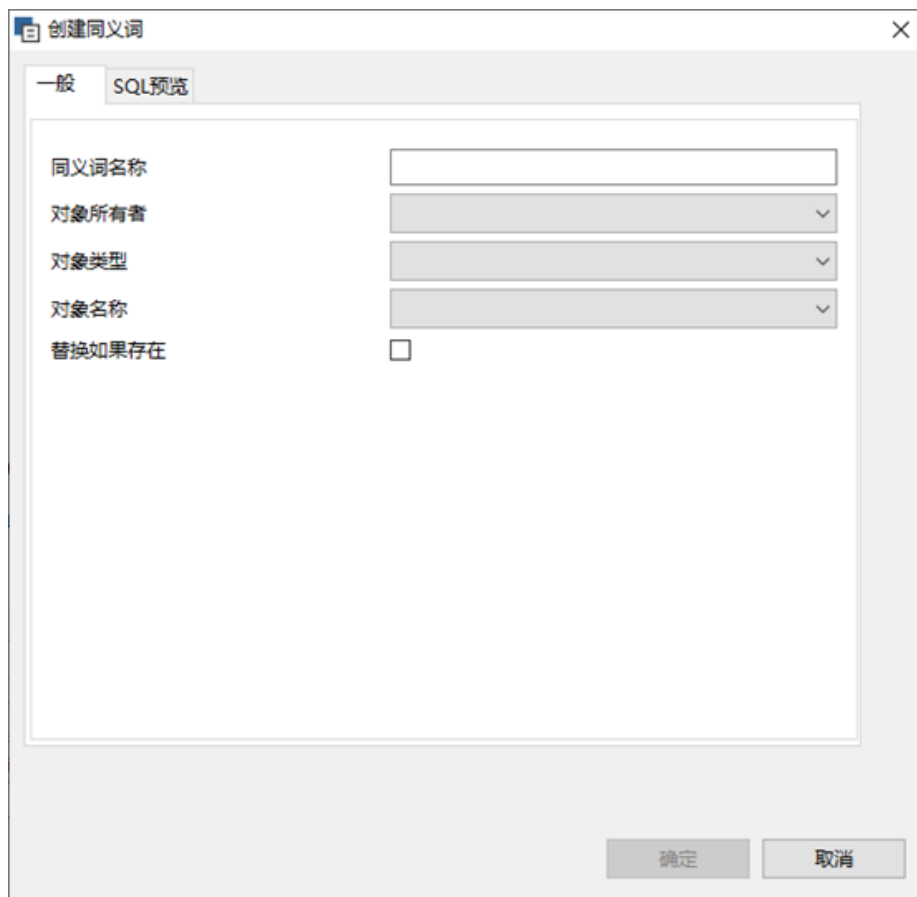 创建同义词
一般
SQL预览
同义词名称
对象所有者
对象类型
对象名称
替换如果存在
确定
取消